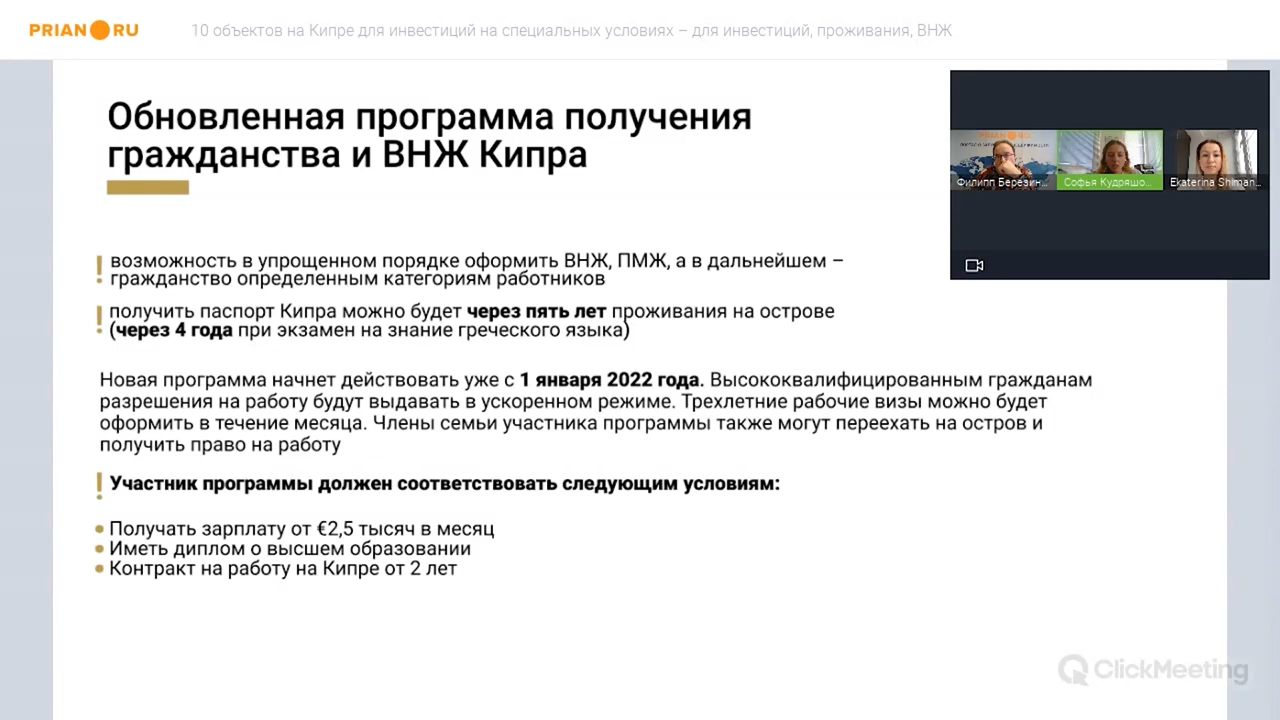 PRIAN RU
10 объектов на Кипре для инвестиций на специальных условиях – для инвестиций, проживания, ВНЖ
Обновленная программа получения
гражданства и ВНЖ Кипра
PRIAN RU
Филипп Березин...
Софья Кудряшо...
Ekaterina Shiman...
! возможность в упрощенном порядке оформить ВНЖ, ПМЖ, а в дальнейшем –
гражданство определенным категориям работников
! получить паспорт Кипра можно будет через пять лет проживания на острове
(через 4 года при экзамен на знание греческого языка)
Новая программа начнет действовать уже с 1 января 2022 года. Высококвалифицированным гражданам
разрешения на работу будут выдавать в ускоренном режиме. Трехлетние рабочие визы можно будет
оформить в течение месяца. Члены семьи участника программы также могут переехать на остров и
получить право на работу
! Участник программы должен соответствовать следующим условиям:
• Получать зарплату от €2,5 тысяч в месяц
• Иметь диплом о высшем образовании
• Контракт на работу на Кипре от 2 лет
ClickMeeting